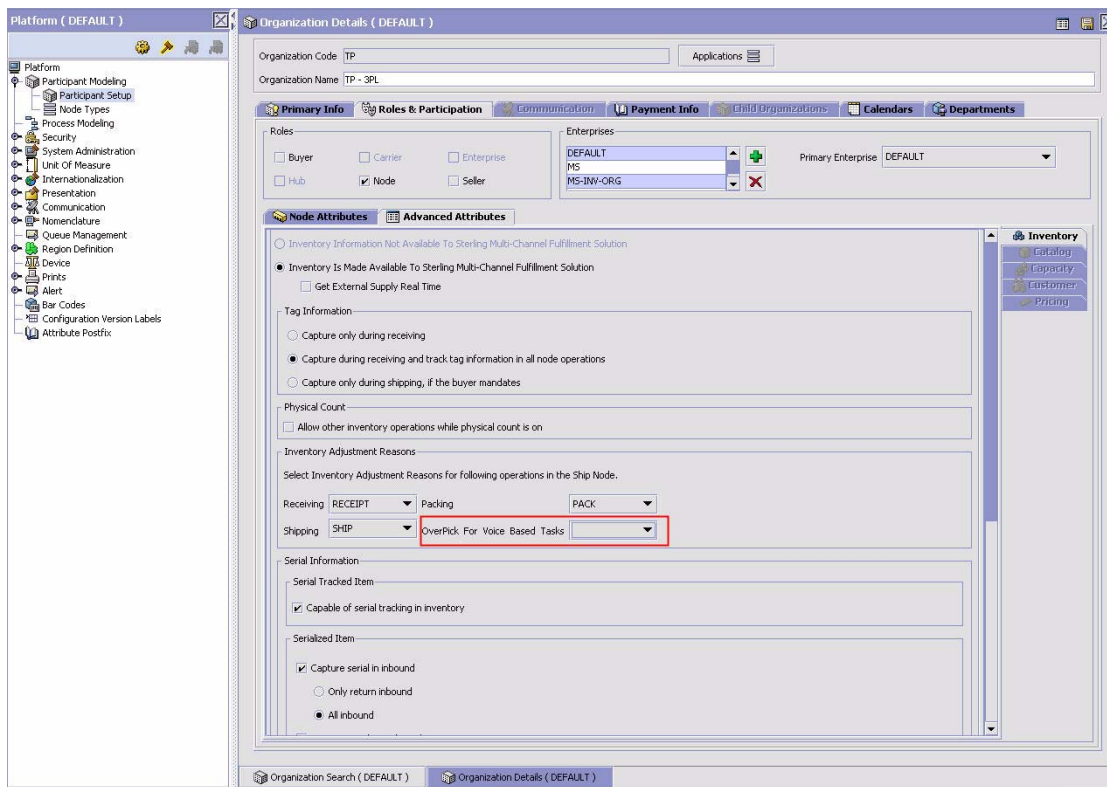 Platform ( DEFAULT )
Platform
Participant Modeling
Participant Setup
Node Types
Process Modeling
Security
System Administration
Unit Of Measure
Internationalization
Presentation
Communication
Nomenclature
Queue Management
Region Definition
Device
Prints
Alert
Bar Codes
Configuration Version Labels
Attribute Postfix
Organization Details ( DEFAULT )
Organization Code TP Applications
Organization Name TP - 3PL
Primary Info Roles & Participation Communication Payment Info Child Organizations Calendars Departments
Roles Enterprises
Buyer Carrier Enterprise
Hub Node Seller
DEFAULT
MS
MS-INV-ORG
Primary Enterprise DEFAULT
Node Attributes Advanced Attributes
Inventory Information Not Available To Sterling Multi-Channel Fulfillment Solution
Inventory Is Made Available To Sterling Multi-Channel Fulfillment Solution
Get External Supply Real Time
Tag Information
Capture only during receiving
Capture during receiving and track tag information in all node operations
Capture only during shipping, if the buyer mandates
Physical Count
Allow other inventory operations while physical count is on
Inventory Adjustment Reasons
Select Inventory Adjustment Reasons for following operations in the Ship Node.
Receiving RECEIPT Packing PACK
Shipping SHIP OverPick For Voice Based Tasks
Serial Information
Serial Tracked Item
Capable of serial tracking in inventory
Serialized Item
Capture serial in inbound
Only return inbound
All inbound
Inventory
Catalog
Capacity
Customer
Pricing
Organization Search ( DEFAULT ) Organization Details ( DEFAULT )